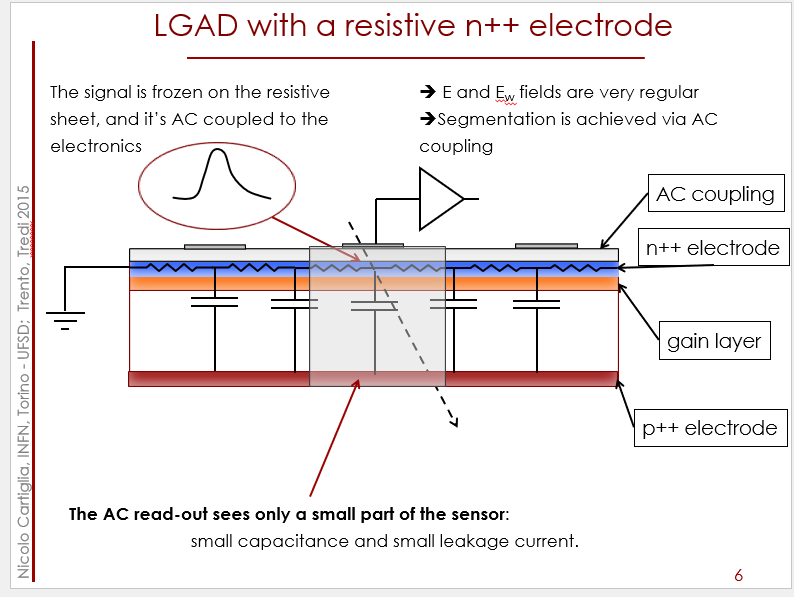 LGAD with a resistive n++ electrode
The signal is frozen on the resistive
sheet, and it's AC coupled to the
electronics
➔ E and Ew fields are very regular
➔Segmentation is achieved via AC
coupling
AC coupling
n++ electrode
gain layer
p++ electrode
The AC read-out sees only a small part of the sensor:
small capacitance and small leakage current.
Nicolo Cartiglia, INFN, Torino - UFSD; Trento, Tredi 2015
6